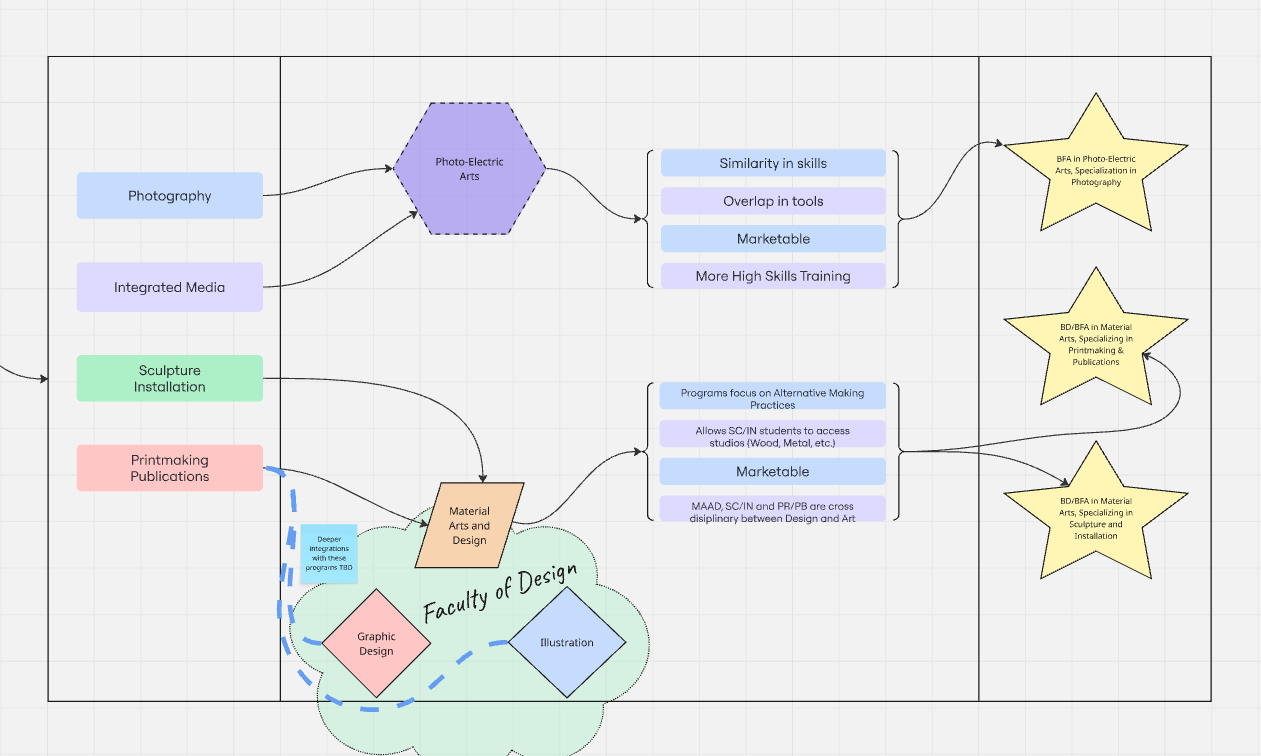 Photography
Integrated Media
Sculpture
Installation
Printmaking
Publications
Photo-Electric
Arts
Material
Arts and
Design
Deeper
integrations
with these
programs TBD
Faculty of Design
Graphic
Design
Illustration
Similarity in skills
Overlap in tools
Marketable
More High Skills Training
Programs focus on Alternative Making
Practices
Allows SC/IN students to access
studios (Wood, Metal, etc.)
Marketable
MAAD, SC/IN and PR/PB are cross
disiplinary between Design and Art
BFA in Photo-Electric
Arts, Specialization in
Photography
BD/BFA in Material
Arts, Specializing in
Printmaking &
Publications
BD/BFA in Material
Arts, Specializing in
Sculpture and
Installation